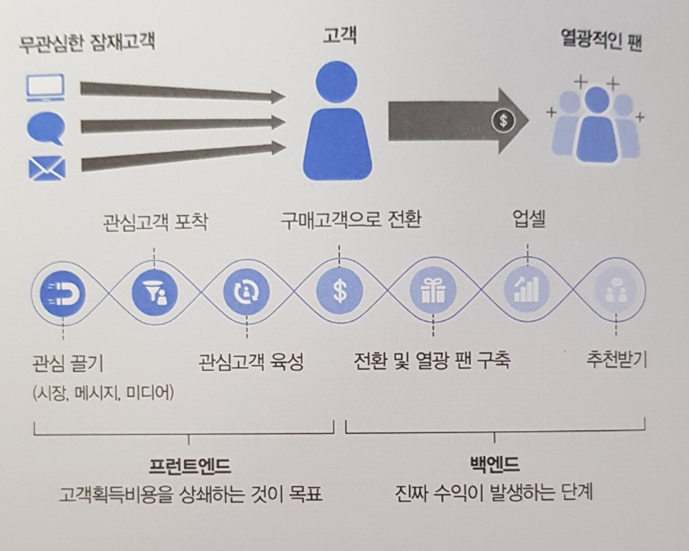 무관심한 잠재고객
고객
열광적인 팬
$
관심고객 포착
구매고객으로 전환
업셀
$
관심 끌기
(시장, 메시지, 미디어)
관심고객 육성
전환 및 열광 팬 구축
추천받기
프런트엔드
고객획득비용을 상쇄하는 것이 목표
백엔드
진짜 수익이 발생하는 단계